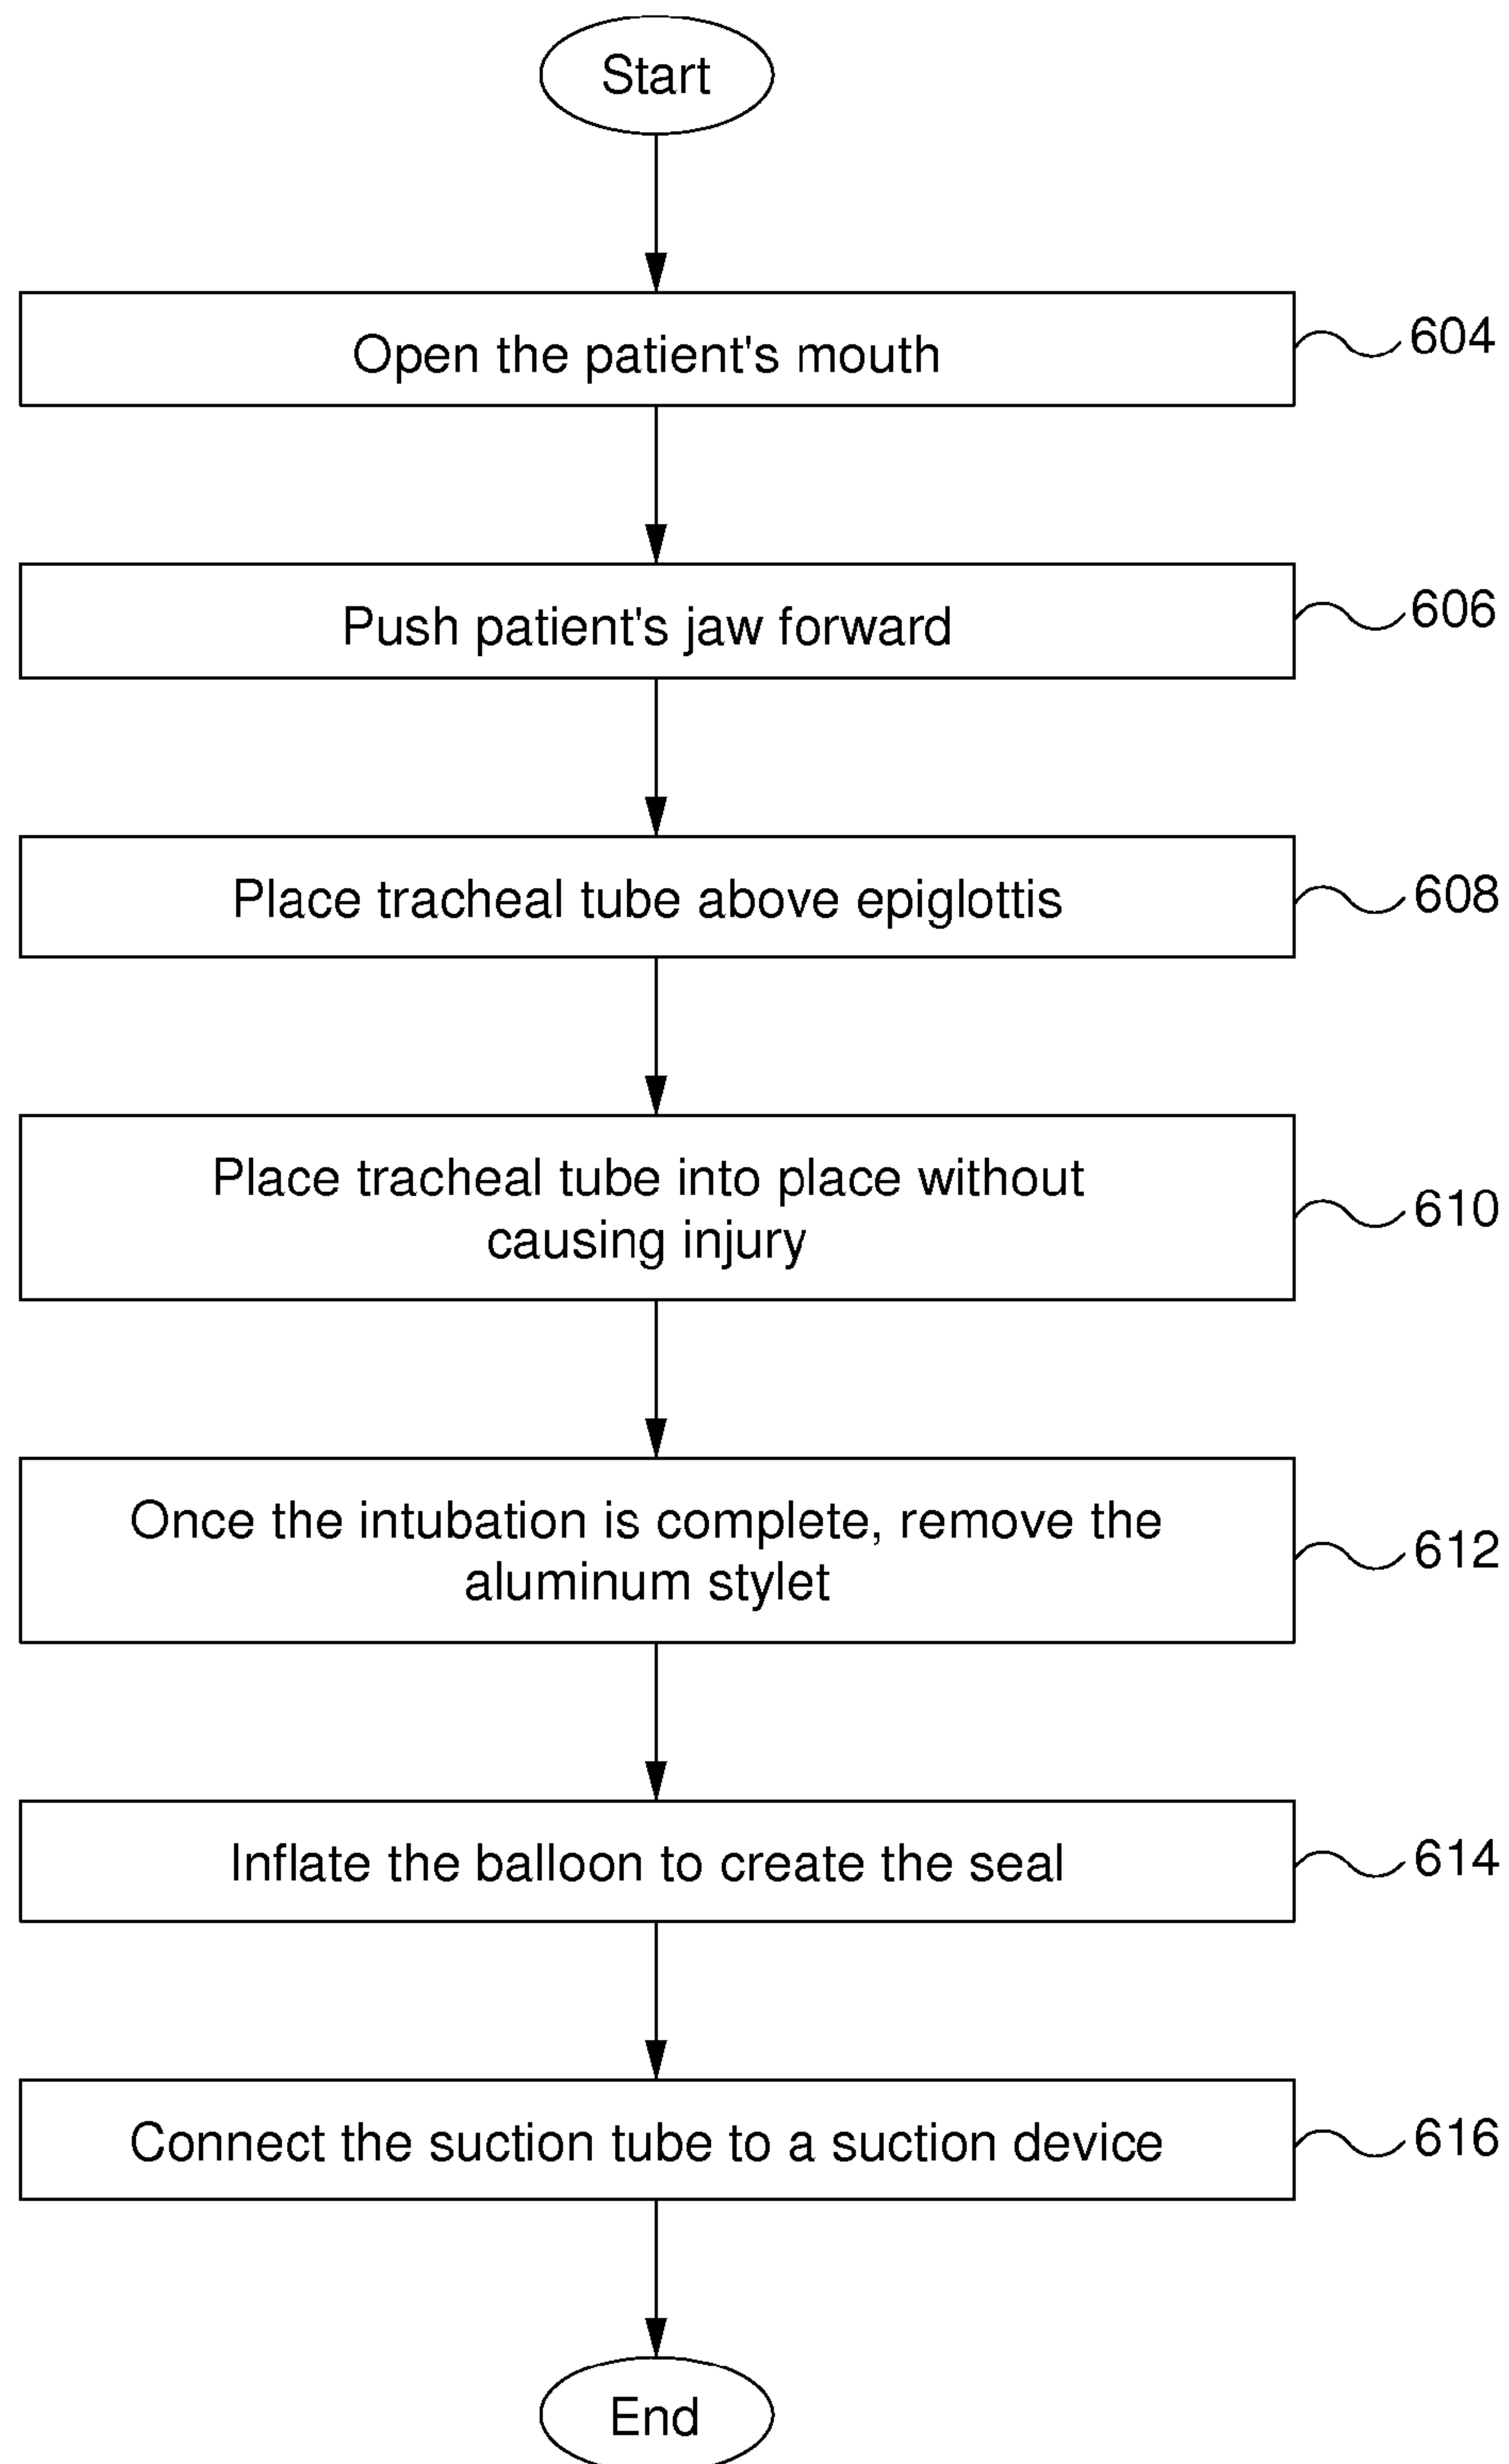 Start
Open the patient's mouth
604
Push patient's jaw forward
606
Place tracheal tube above epiglottis
608
Place tracheal tube into place without
causing injury
610
Once the intubation is complete, remove the
aluminum stylet
612
Inflate the balloon to create the seal
614
Connect the suction tube to a suction device
616
End